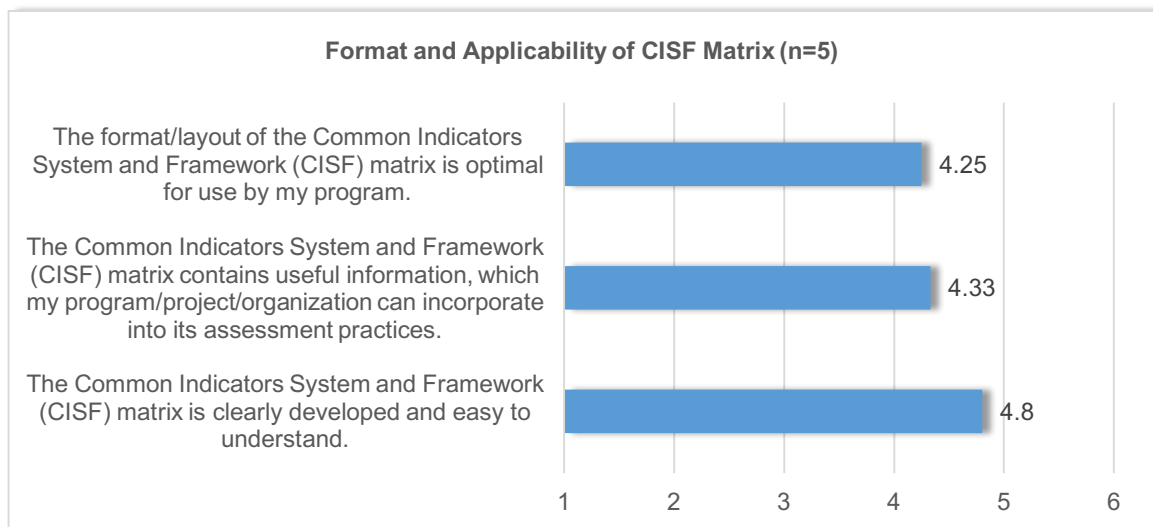 Format and Applicability of CISF Matrix (n=5)
The format/layout of the Common Indicators
System and Framework (CISF) matrix is optimal
for use by my program.
4.25
The Common Indicators System and Framework
(CISF) matrix contains useful information, which
my program/project/organization can incorporate
into its assessment practices.
4.33
The Common Indicators System and Framework
(CISF) matrix is clearly developed and easy to
understand.
4.8
1 2 3 4 5 6